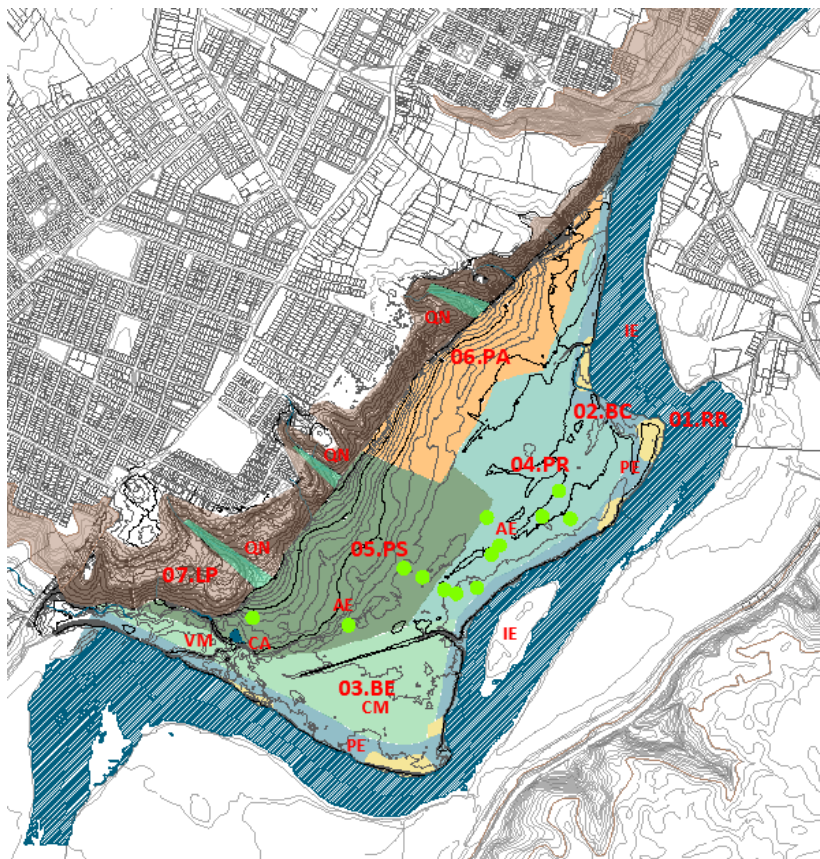 QN
IE
06.PA
02.BC
01.RR
QN
04.PR
PE
AE
QN
05.PS
07.LP
AE
IE
VM
CA
03.BE
CM
PE